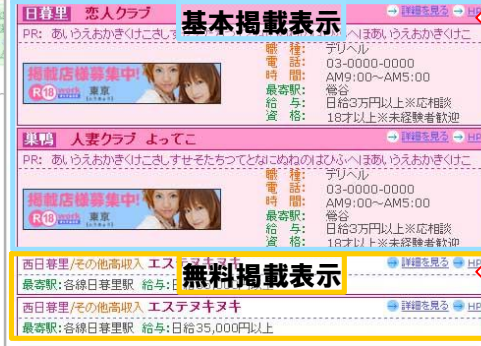 日暮里 恋人クラブ 基本掲載表示 詳細を見る HP
PR: あいうえおかきくけこさしす へほあいうえおかきくけこ
掲載店様募集中!
R18 work 東京
職 種: デリヘル
電 話: 03-0000-0000
時 間: AM9:00～AM5:00
最寄駅: 鶯谷
給 与: 日給3万円以上※応相談
資 格: 18才以上※未経験者歓迎
巣鴨 人妻クラブ よってこ 詳細を見る HP
PR: あいうえおかきくけこさしすせそたちつてとなにぬねのはひふへほあいうえおかきくけこ
掲載店様募集中!
R18 work 東京
職 種: デリヘル
電 話: 03-0000-0000
時 間: AM9:00～AM5:00
最寄駅: 鶯谷
給 与: 日給3万円以上※応相談
資 格: 18才以上※未経験者歓迎
西日暮里/その他高収入 エステヌキヌキ 詳細を見る HP
無料掲載表示
最寄駅:各線日暮里駅 給与:日給
西日暮里/その他高収入 エステヌキヌキ 詳細を見る HP
最寄駅:各線日暮里駅 給与:日給35,000円以上